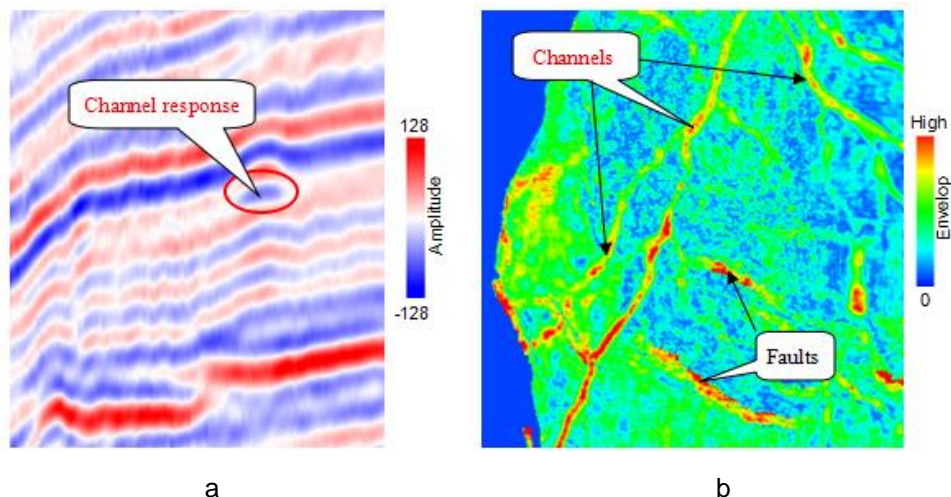 Channel response
128
Amplitude
-128
a
Channels
High
Envelop
0
Faults
b